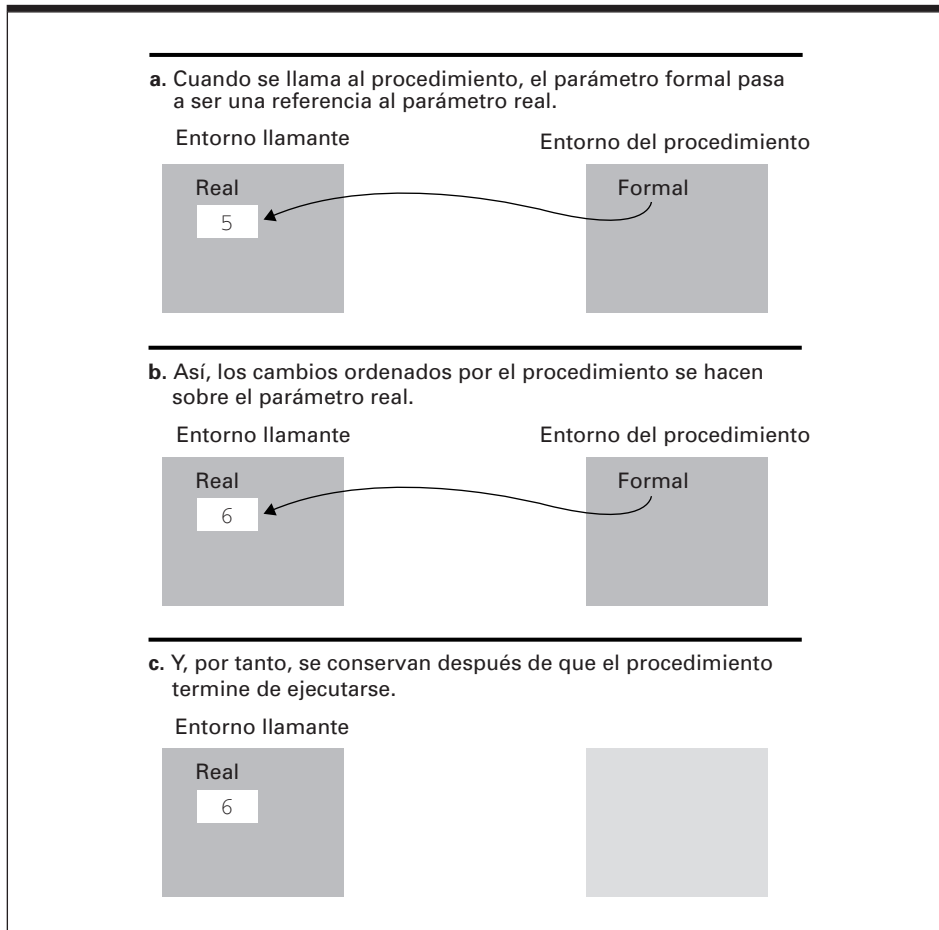 a. Cuando se llama al procedimiento, el parámetro formal pasa
a ser una referencia al parámetro real.
Entorno llamante
Entorno del procedimiento
Real
Formal
5
b. Así, los cambios ordenados por el procedimiento se hacen
sobre el parámetro real.
Entorno llamante
Entorno del procedimiento
Real
Formal
6
c. Y, por tanto, se conservan después de que el procedimiento
termine de ejecutarse.
Entorno llamante
Real
6